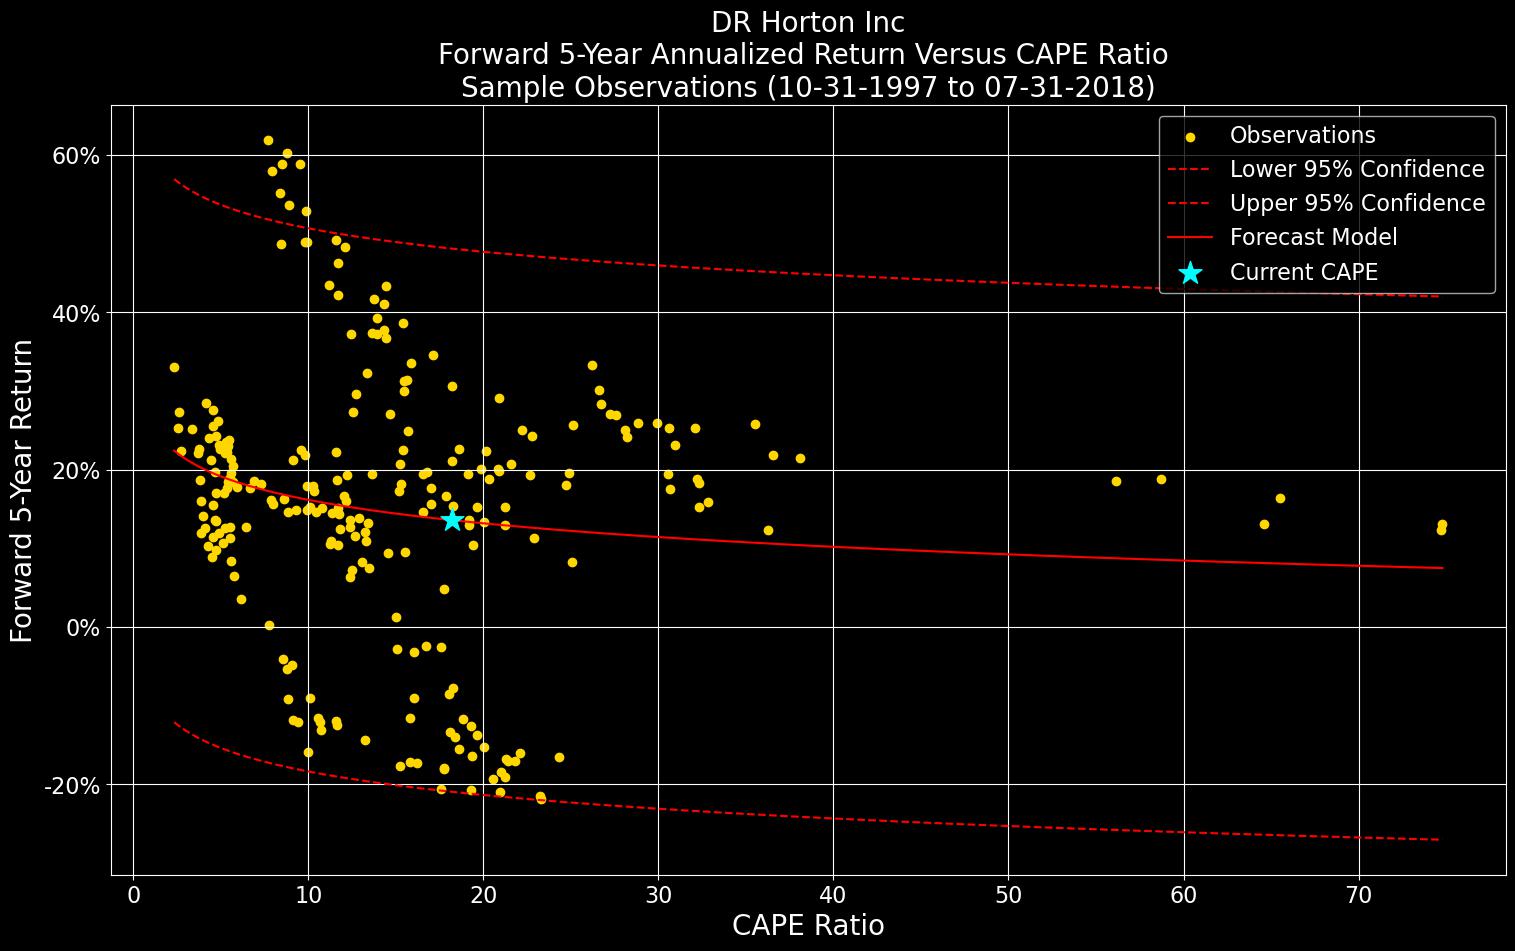 DR Horton Inc
Forward 5-Year Annualized Return Versus CAPE Ratio
Sample Observations (10-31-1997 to 07-31-2018)
Observations
Lower 95% Confidence
Upper 95% Confidence
Forecast Model
Current CAPE
Forward 5-Year Return
60%
40%
20%
0%
-20%
0 10 20 30 40 50 60 70
CAPE Ratio